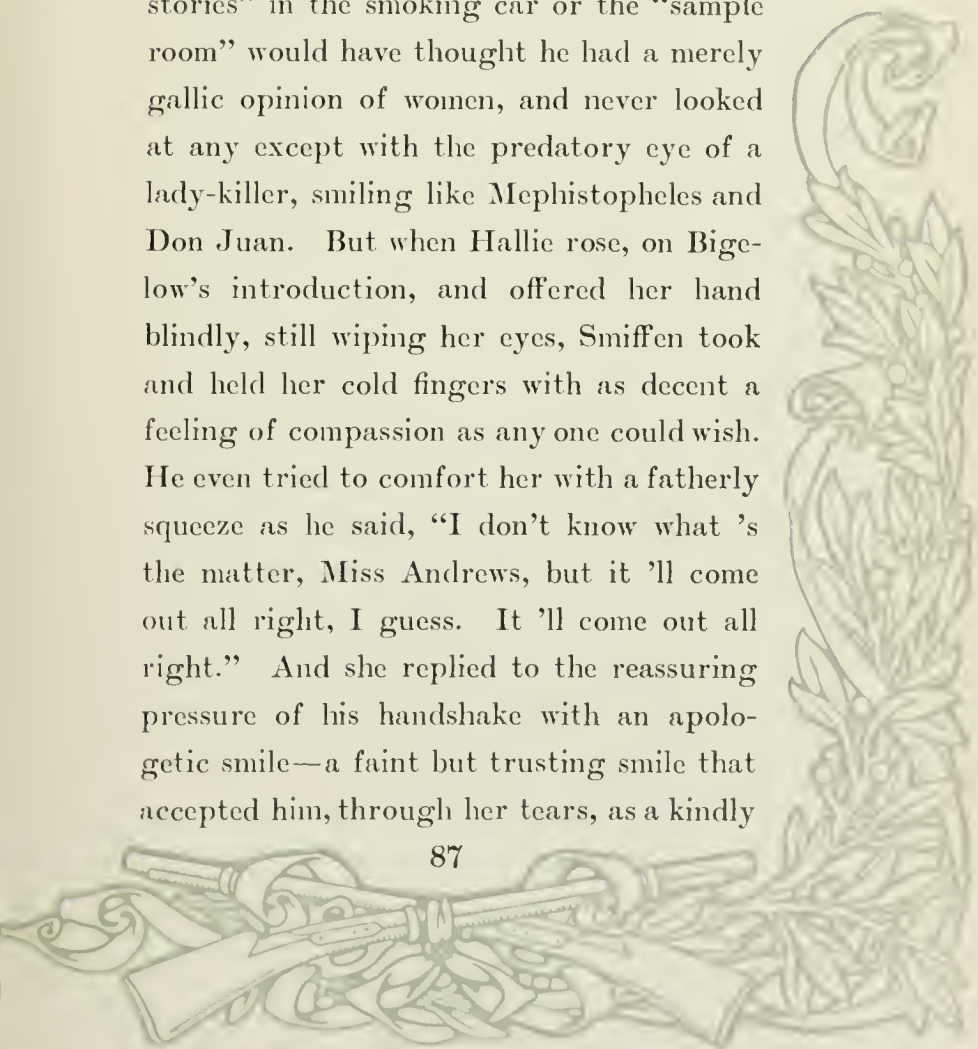 stories" in the smoking car or the "sample
room" would have thought he had a merely
gallic opinion of women, and never looked
at any except with the predatory eye of a
lady-killer, smiling like Mephistopheles and
Don Juan. But when Hallie rose, on Bige-
low's introduction, and offered her hand
blindly, still wiping her eyes, Smiffen took
and held her cold fingers with as decent a
feeling of compassion as any one could wish.
He even tried to comfort her with a fatherly
squeeze as he said, "I don't know what 's
the matter, Miss Andrews, but it 'll come
out all right, I guess. It 'll come out all
right." And she replied to the reassuring
pressure of his handshake with an apolo-
getic smile—a faint but trusting smile that
accepted him, through her tears, as a kindly
87